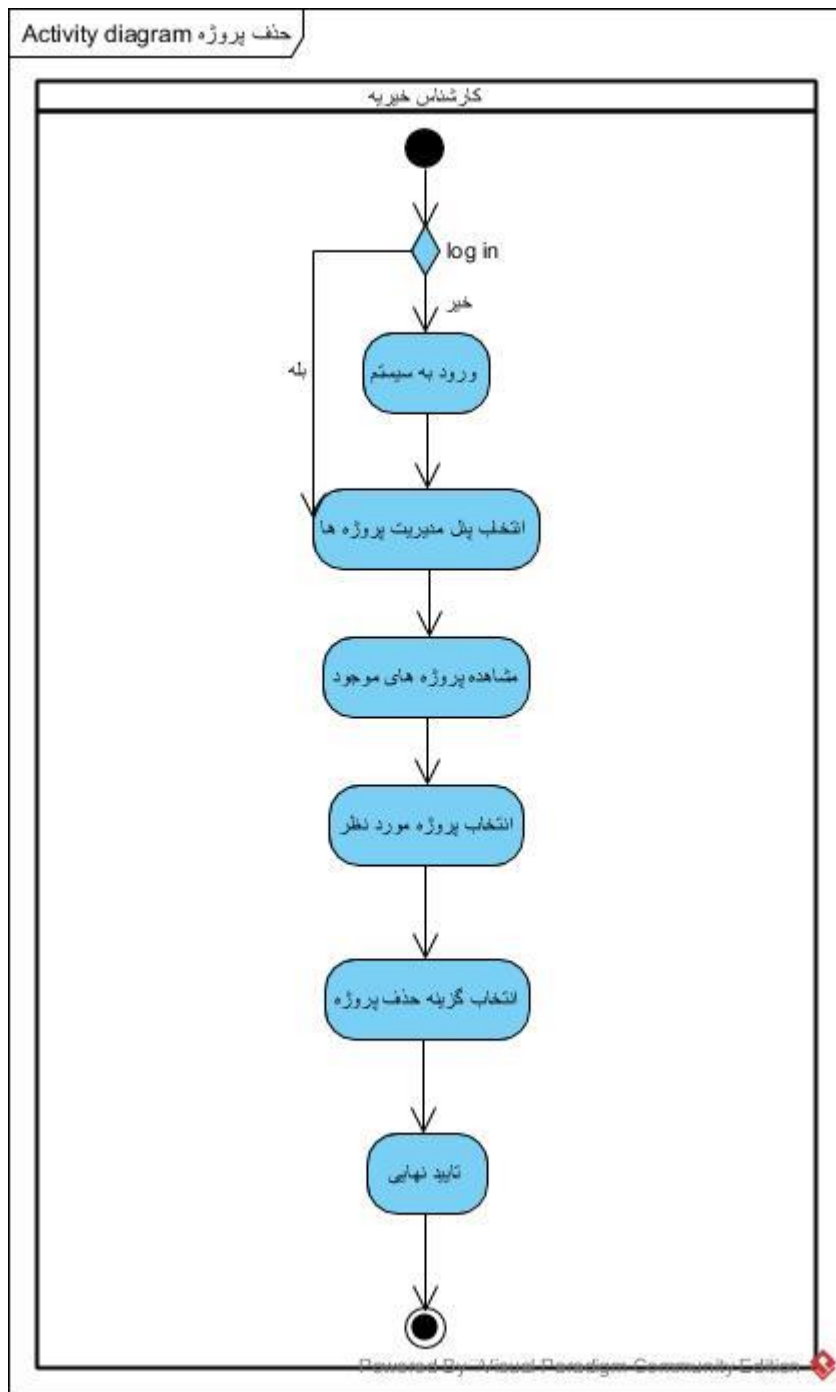 Activity diagram حذف پروژه
کارشناس خیریه
log in
خیر
بله
ورود به سیستم
انتخاب پنل مدیریت پروژه ها
مشاهده پروژه های موجود
انتخاب پروژه مورد نظر
انتخاب گزینه حذف پروژه
تایید نهایی
Powered By Visual Paradigm Community Edition